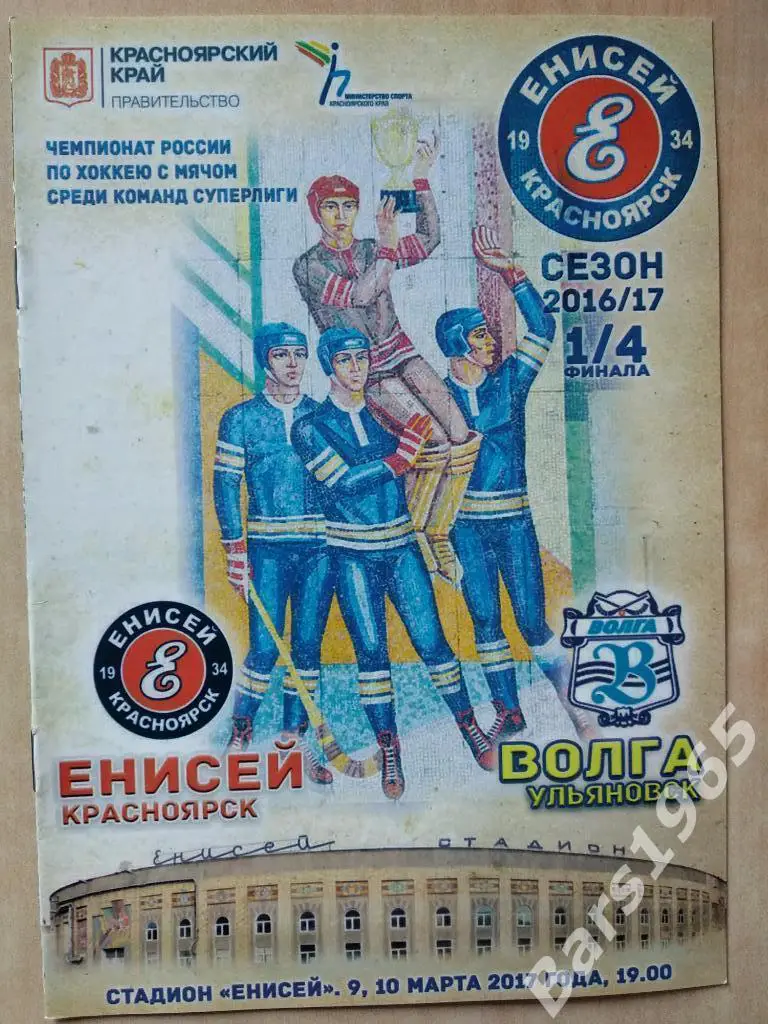 КРАСНОЯРСКИЙ
КРАЙ
ПРАВИТЕЛЬСТВО
МИНИСТЕРСТВО СПОРТА
КРАСНОЯРСКОГО КРАЯ
ЕНИСЕЙ
19 Е 34
КРАСНОЯРСК
ЧЕМПИОНАТ РОССИИ
ПО ХОККЕЮ С МЯЧОМ
СРЕДИ КОМАНД СУПЕРЛИГИ
СЕЗОН
2016/17
1/4
ФИНАЛА
ЕНИСЕЙ
19 Е 34
КРАСНОЯРСК
ВОЛГА
В
ЕНИСЕЙ
КРАСНОЯРСК
ВОЛГА
УЛЬЯНОВСК
Енисей СТАДИОН
СТАДИОН «ЕНИСЕЙ». 9, 10 МАРТА 2017 ГОДА, 19.00
Bars1965